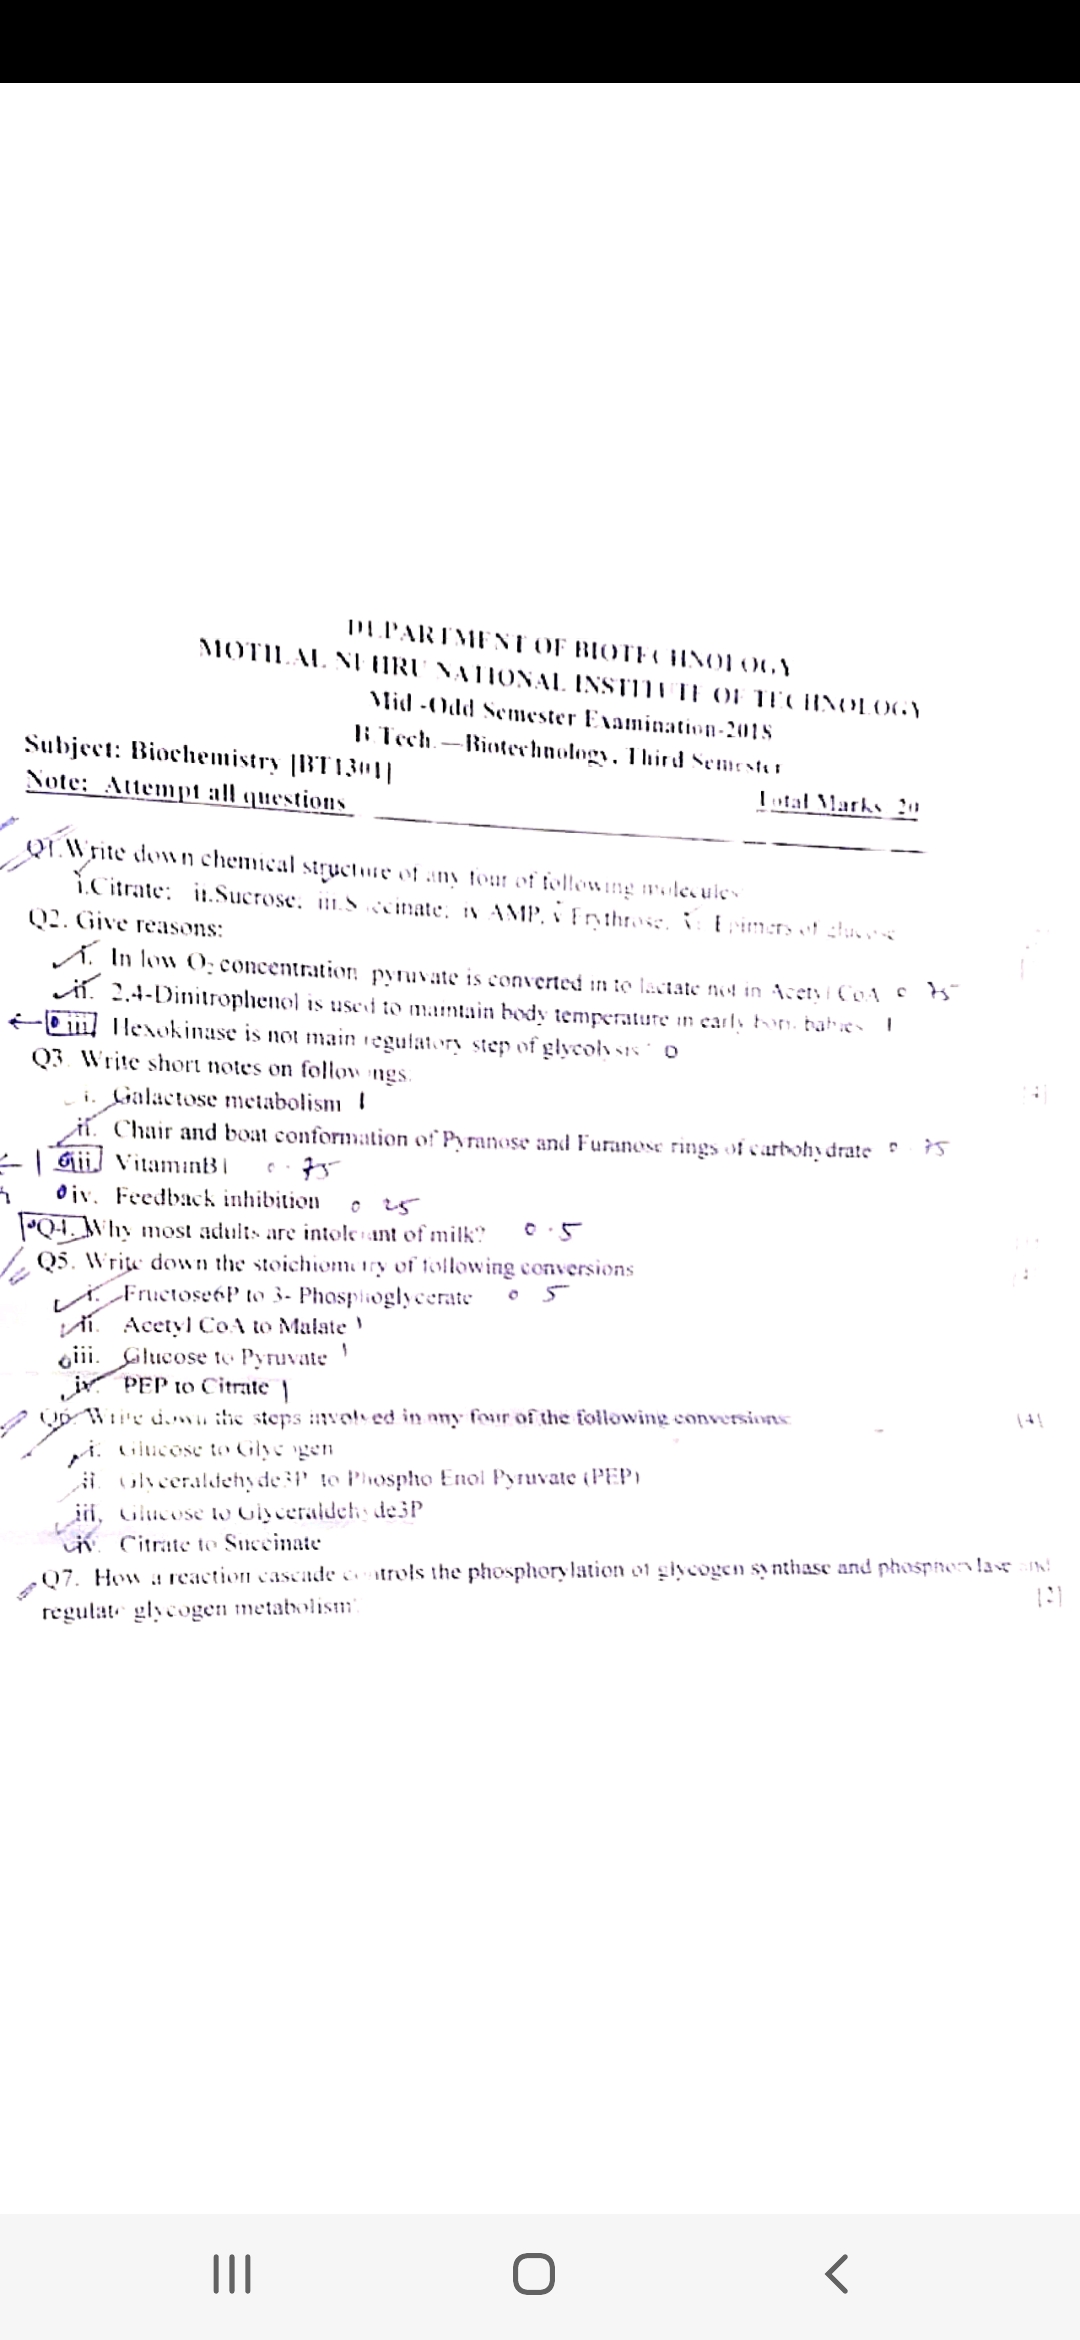 DEPARTMENT OF BIOTECHNOLOGY
MOTILAL NEHRU NATIONAL INSTITUTE OF TECHNOLOGY
Mid -Odd Semester Examination-2018
B.Tech.—Biotechnology, Third Semester
Subject: Biochemistry [BT1301]
Total Marks 20
Note: Attempt all questions
Q1.Write down chemical structure of any four of following molecules
i.Citrate; ii.Sucrose; iii.Succinate; iv AMP, v Erythrose, Epimers of glucose
Q2. Give reasons:
i. In low O2 concentration pyruvate is converted in to lactate not in Acetyl CoA 0 75
ii. 2,4-Dinitrophenol is used to maintain body temperature in early born babies 1
iii Hexokinase is not main regulatory step of glycolysis 0
Q3. Write short notes on followings.
[4]
i. Galactose metabolism 1
ii. Chair and boat conformation of Pyranose and Furanose rings of carbohydrate 0 75
iii. VitaminB1 0.75
iv. Feedback inhibition 0 25
Q4. Why most adults are intolerant of milk? 0.5
Q5. Write down the stoichiometry of following conversions
i. Fructose6P to 3- Phosphoglycerate 0 5
ii. Acetyl CoA to Malate 1
iii. Glucose to Pyruvate 1
iv. PEP to Citrate 1
Q6. Write down the steps involved in any four of the following conversions: [4]
i. Glucose to Glycogen
ii. Glyceraldehyde3P to Phospho Enol Pyruvate (PEP)
iii. Glucose to Glyceraldehyde3P
iv. Citrate to Succinate
Q7. How a reaction cascade controls the phosphorylation of glycogen synthase and phosphorylase and
regulate glycogen metabolism? [2]